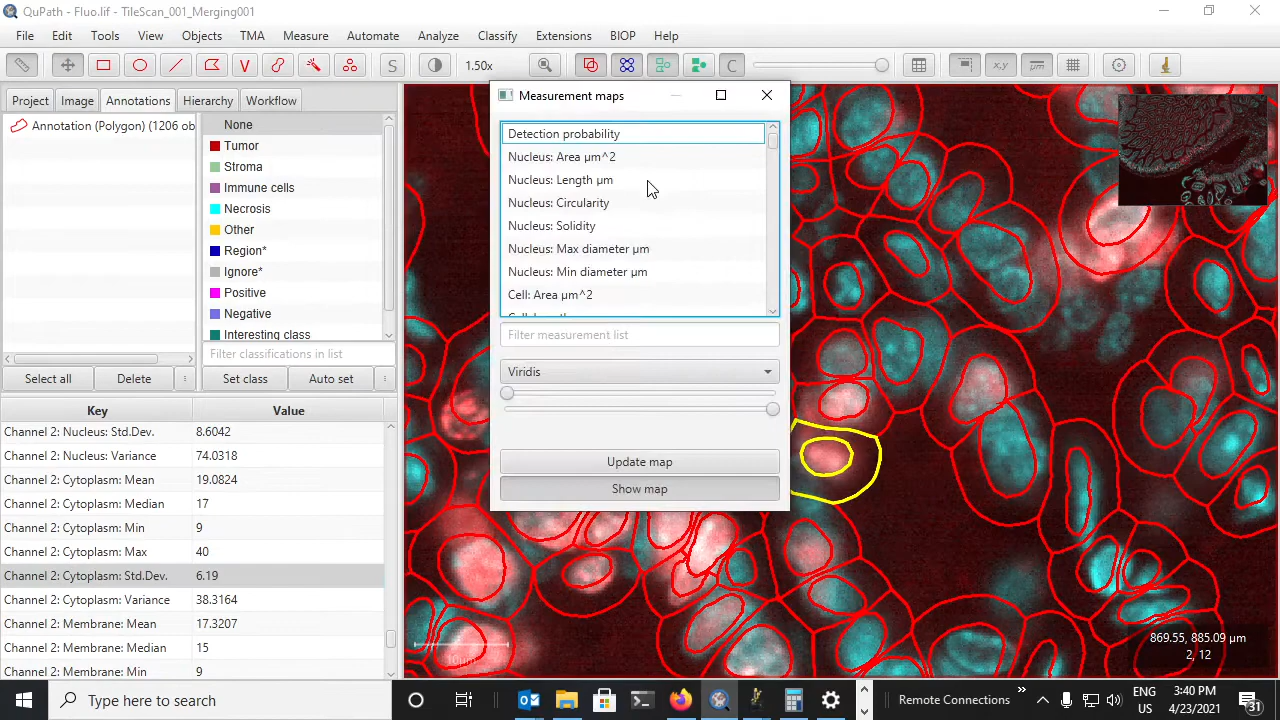 QuPath - Fluo.lif - TileScan_001_Merging001
File Edit Tools View Objects TMA Measure Automate Analyze Classify Extensions BIOP Help
S 1.50x C x,y
Project Image Annotations Hierarchy Workflow
Annotation (Polygon) (1206 ob
None
Tumor
Stroma
Immune cells
Necrosis
Other
Region*
Ignore*
Positive
Negative
Interesting class
Filter classifications in list
Select all Delete Set class Auto set
Key Value
Channel 2: Nucleus: Std.Dev. 8.6042
Channel 2: Nucleus: Variance 74.0318
Channel 2: Cytoplasm: Mean 19.0824
Channel 2: Cytoplasm: Median 17
Channel 2: Cytoplasm: Min 9
Channel 2: Cytoplasm: Max 40
Channel 2: Cytoplasm: Std.Dev. 6.19
Channel 2: Cytoplasm: Variance 38.3164
Channel 2: Membrane: Mean 17.3207
Channel 2: Membrane: Median 15
Channel 2: Membrane: Min 9
Measurement maps
Detection probability
Nucleus: Area µm^2
Nucleus: Length µm
Nucleus: Circularity
Nucleus: Solidity
Nucleus: Max diameter µm
Nucleus: Min diameter µm
Cell: Area µm^2
Filter measurement list
Viridis
Update map
Show map
10µm
869.55, 885.09 µm
2, 12
Type here to search
Remote Connections
ENG
US
3:40 PM
4/23/2021
31